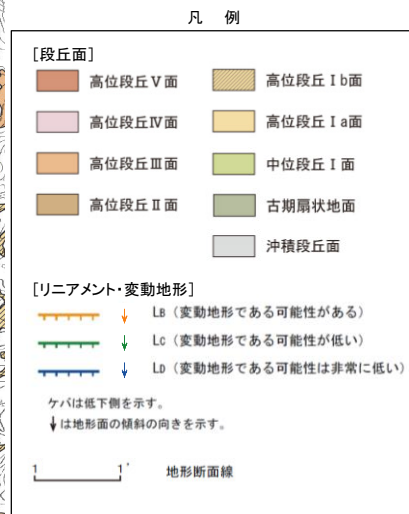 凡 例
[段丘面]
高位段丘Ⅴ面 高位段丘Ⅰb面
高位段丘Ⅳ面 高位段丘Ⅰa面
高位段丘Ⅲ面 中位段丘Ⅰ面
高位段丘Ⅱ面 古期扇状地面
沖積段丘面
[リニアメント・変動地形]
LB（変動地形である可能性がある）
LC（変動地形である可能性が低い）
LD（変動地形である可能性は非常に低い）
ケバは低下側を示す。
↓は地形面の傾斜の向きを示す。
1 1' 地形断面線